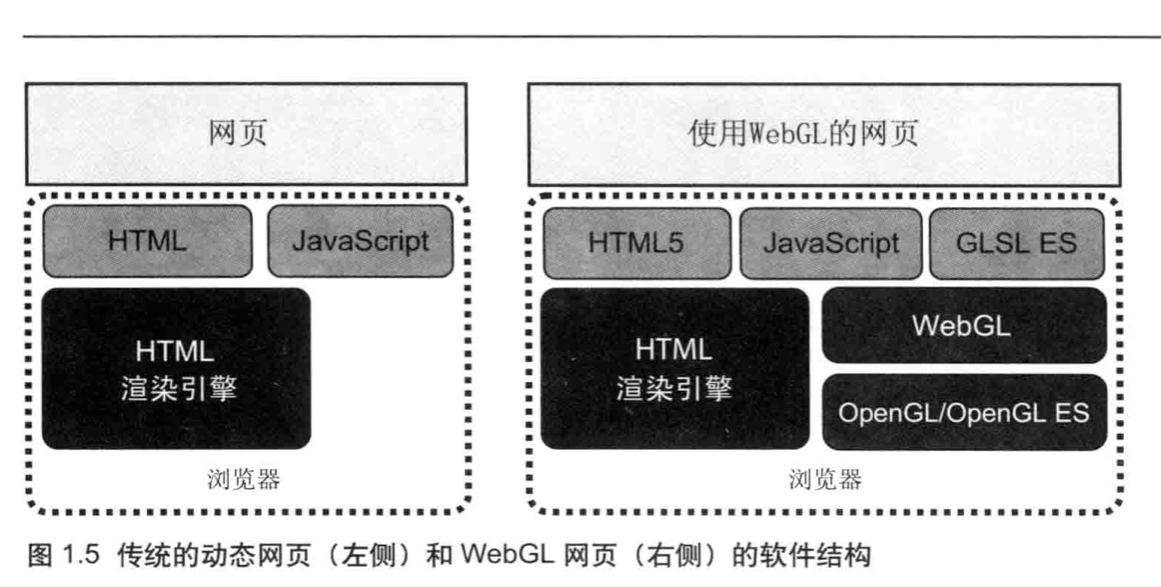 网页
HTML
JavaScript
HTML
渲染引擎
浏览器
使用WebGL的网页
HTML5
JavaScript
GLSL ES
HTML
渲染引擎
WebGL
OpenGL/OpenGL ES
浏览器
图 1.5 传统的动态网页（左侧）和 WebGL 网页（右侧）的软件结构